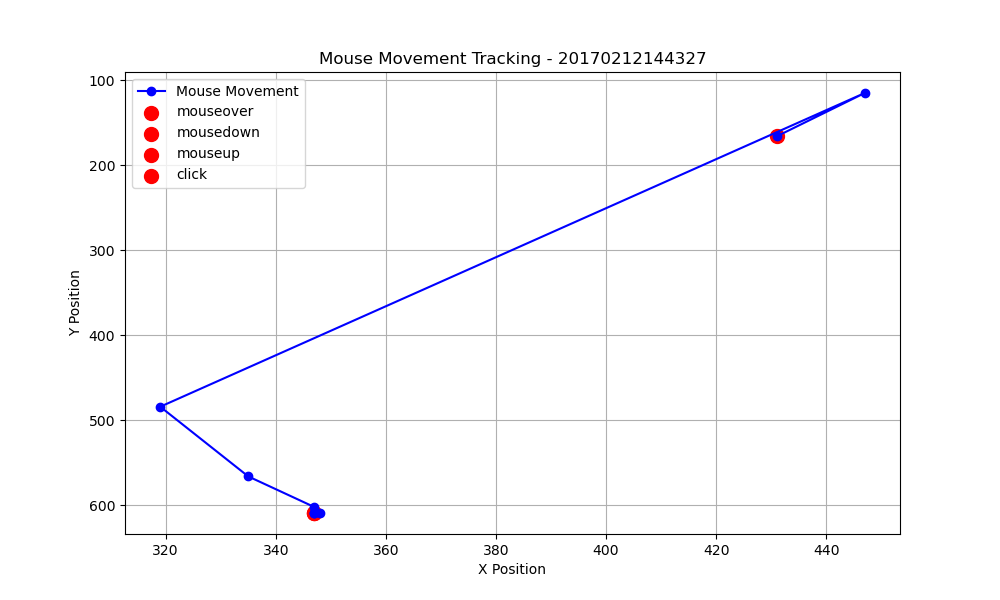 Mouse Movement Tracking - 20170212144327
Mouse Movement
mouseover
mousedown
mouseup
click
100
200
300
400
500
600
Y Position
320
340
360
380
400
420
440
X Position